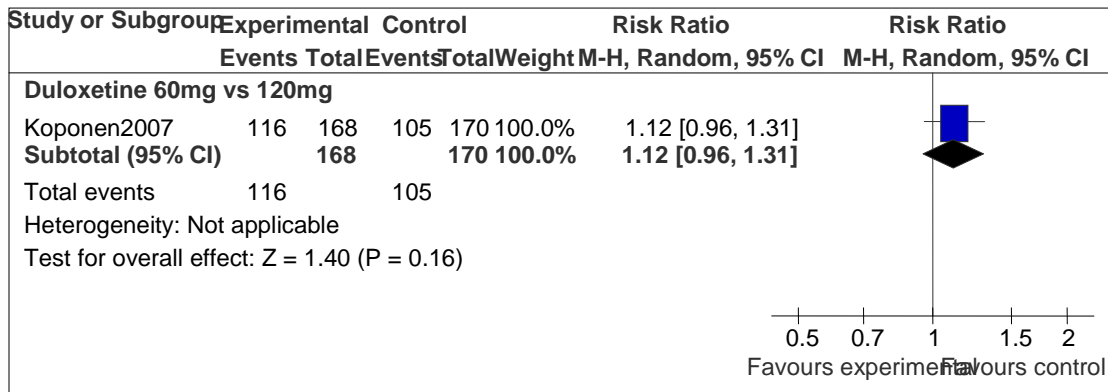 Study or Subgroup Experimental Control Risk Ratio Risk Ratio
Events Total Events Total Weight M-H, Random, 95% CI M-H, Random, 95% CI
Duloxetine 60mg vs 120mg
Koponen2007 116 168 105 170 100.0% 1.12 [0.96, 1.31]
Subtotal (95% CI) 168 170 100.0% 1.12 [0.96, 1.31]
Total events 116 105
Heterogeneity: Not applicable
Test for overall effect: Z = 1.40 (P = 0.16)
0.5 0.7 1 1.5 2
Favours experimental Favours control